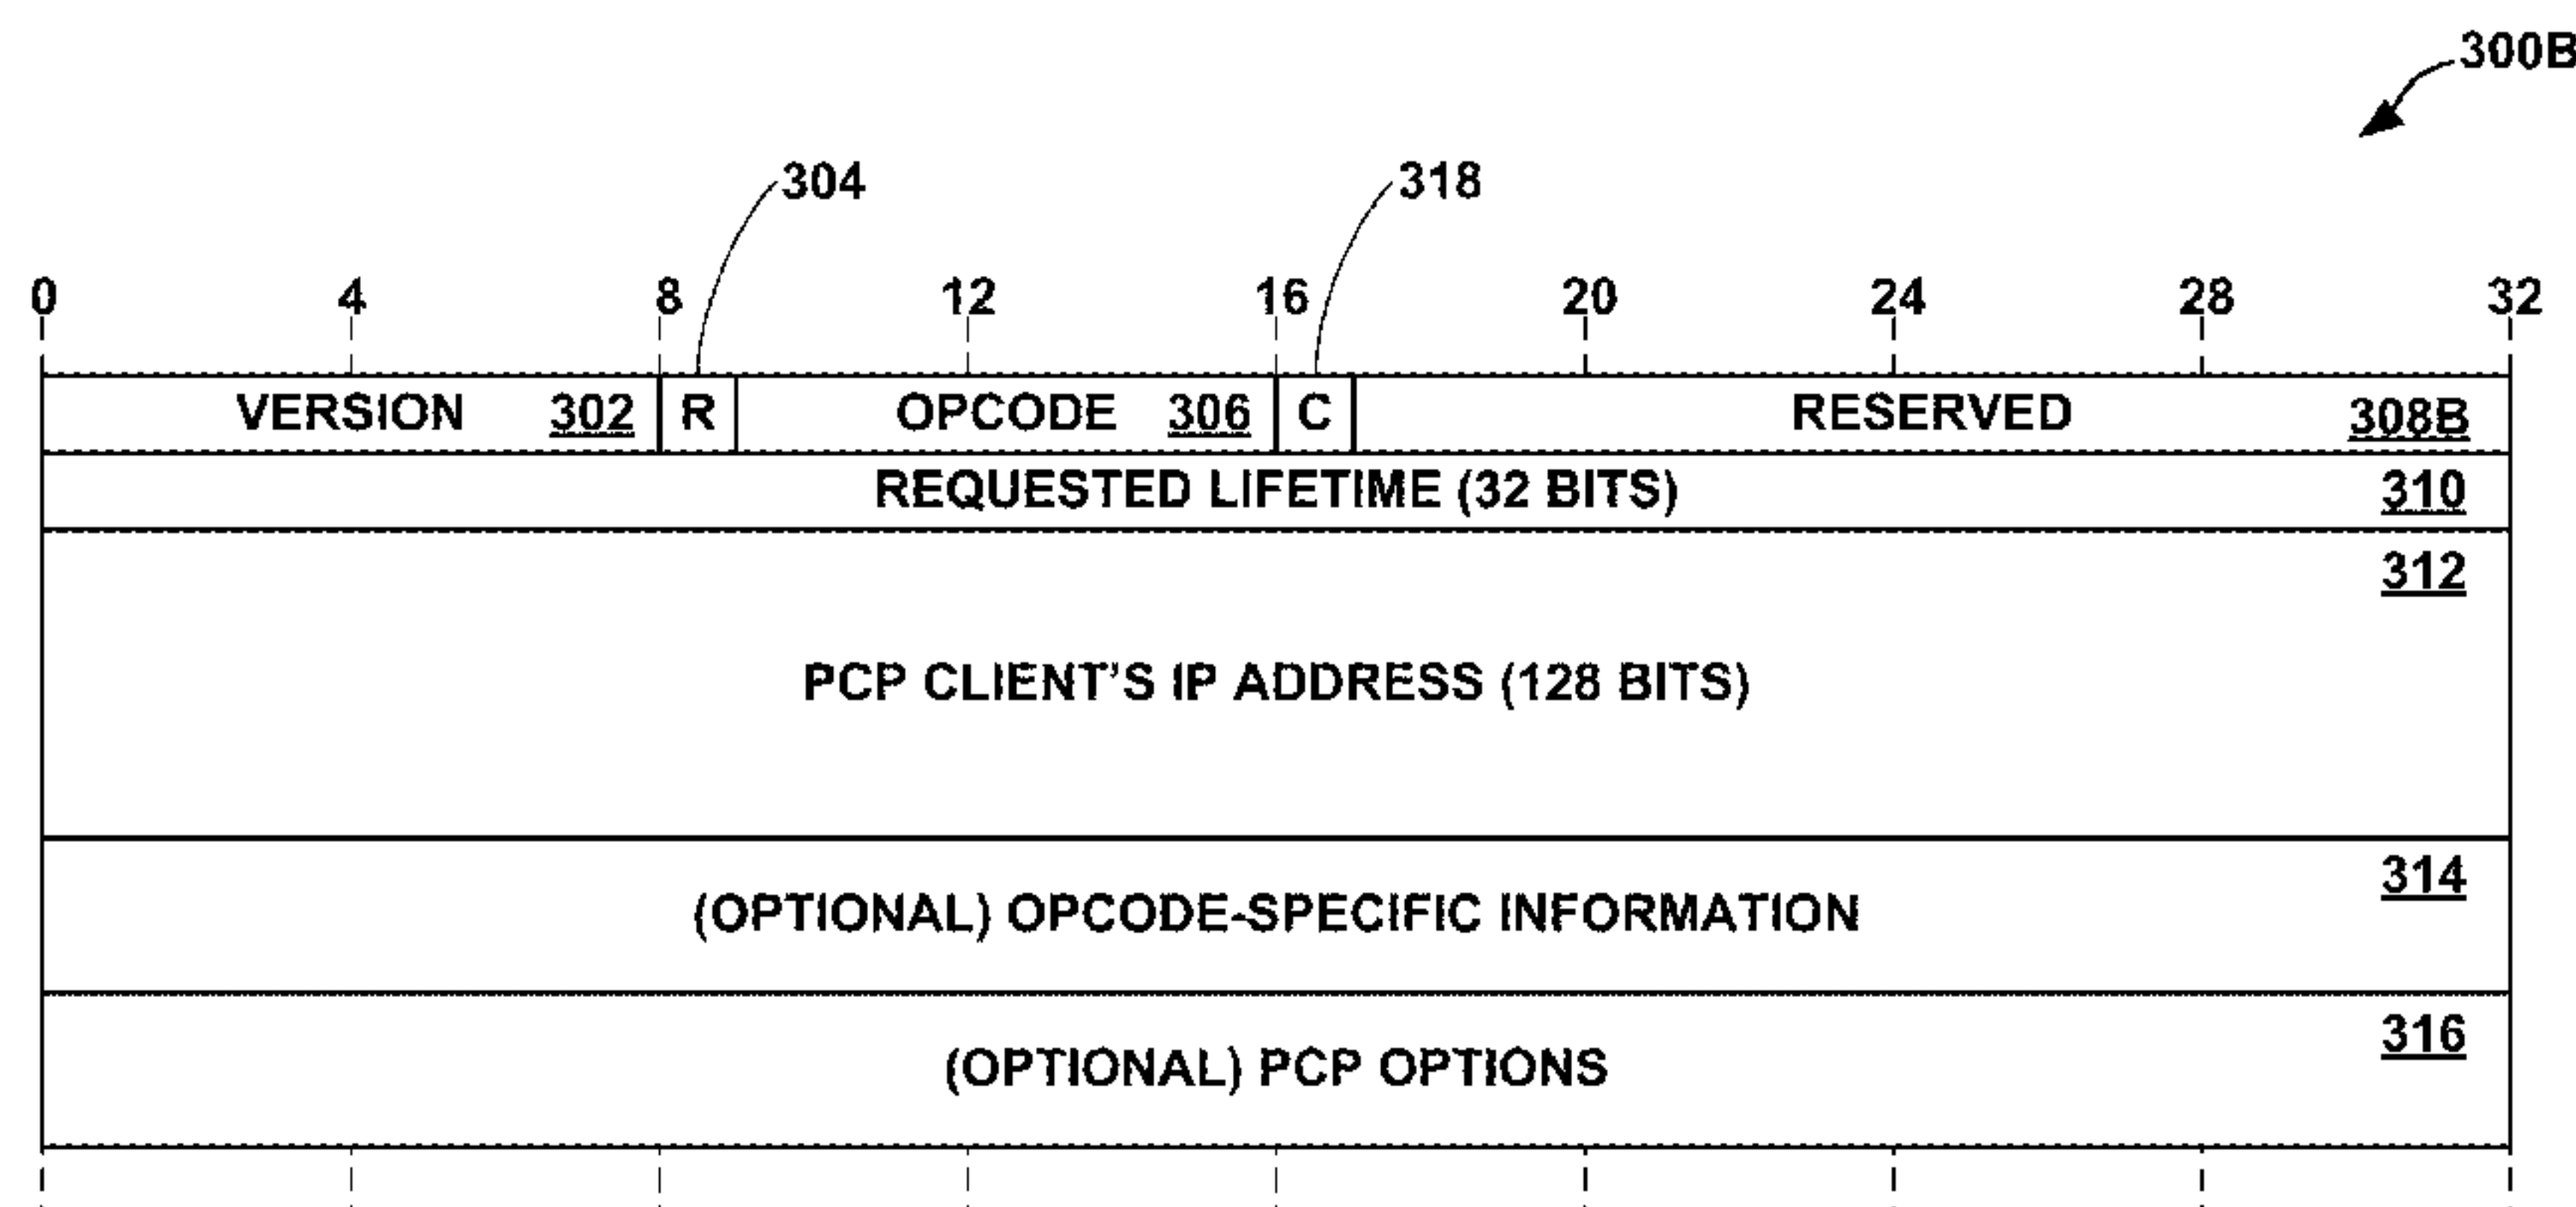 300B
304 318
0 4 8 12 16 20 24 28 32
VERSION 302 R OPCODE 306 C RESERVED 308B
REQUESTED LIFETIME (32 BITS) 310
312
PCP CLIENT'S IP ADDRESS (128 BITS)
314
(OPTIONAL) OPCODE-SPECIFIC INFORMATION
316
(OPTIONAL) PCP OPTIONS